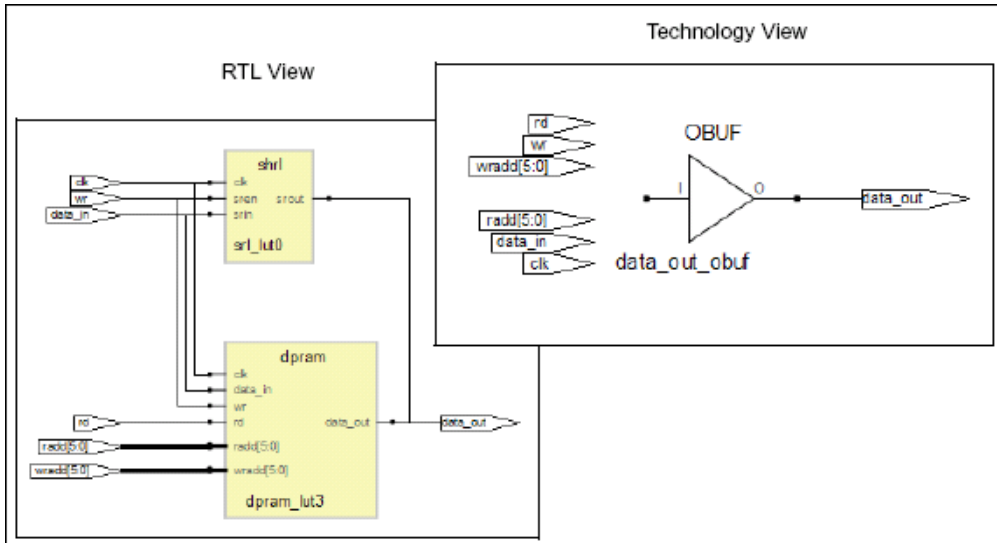 Technology View
RTL View
rd
wr
wradd[5:0]
radd[5:0]
data_in
clk
OBUF
I
O
data_out
data_out_obuf
clk
wr
data_in
shrl
clk
sren
srout
srin
srl_lut0
dpram
clk
data_in
wr
rd
rd
data_out
data_out
radd[5:0]
radd[5:0]
wradd[5:0]
wradd[5:0]
dpram_lut3